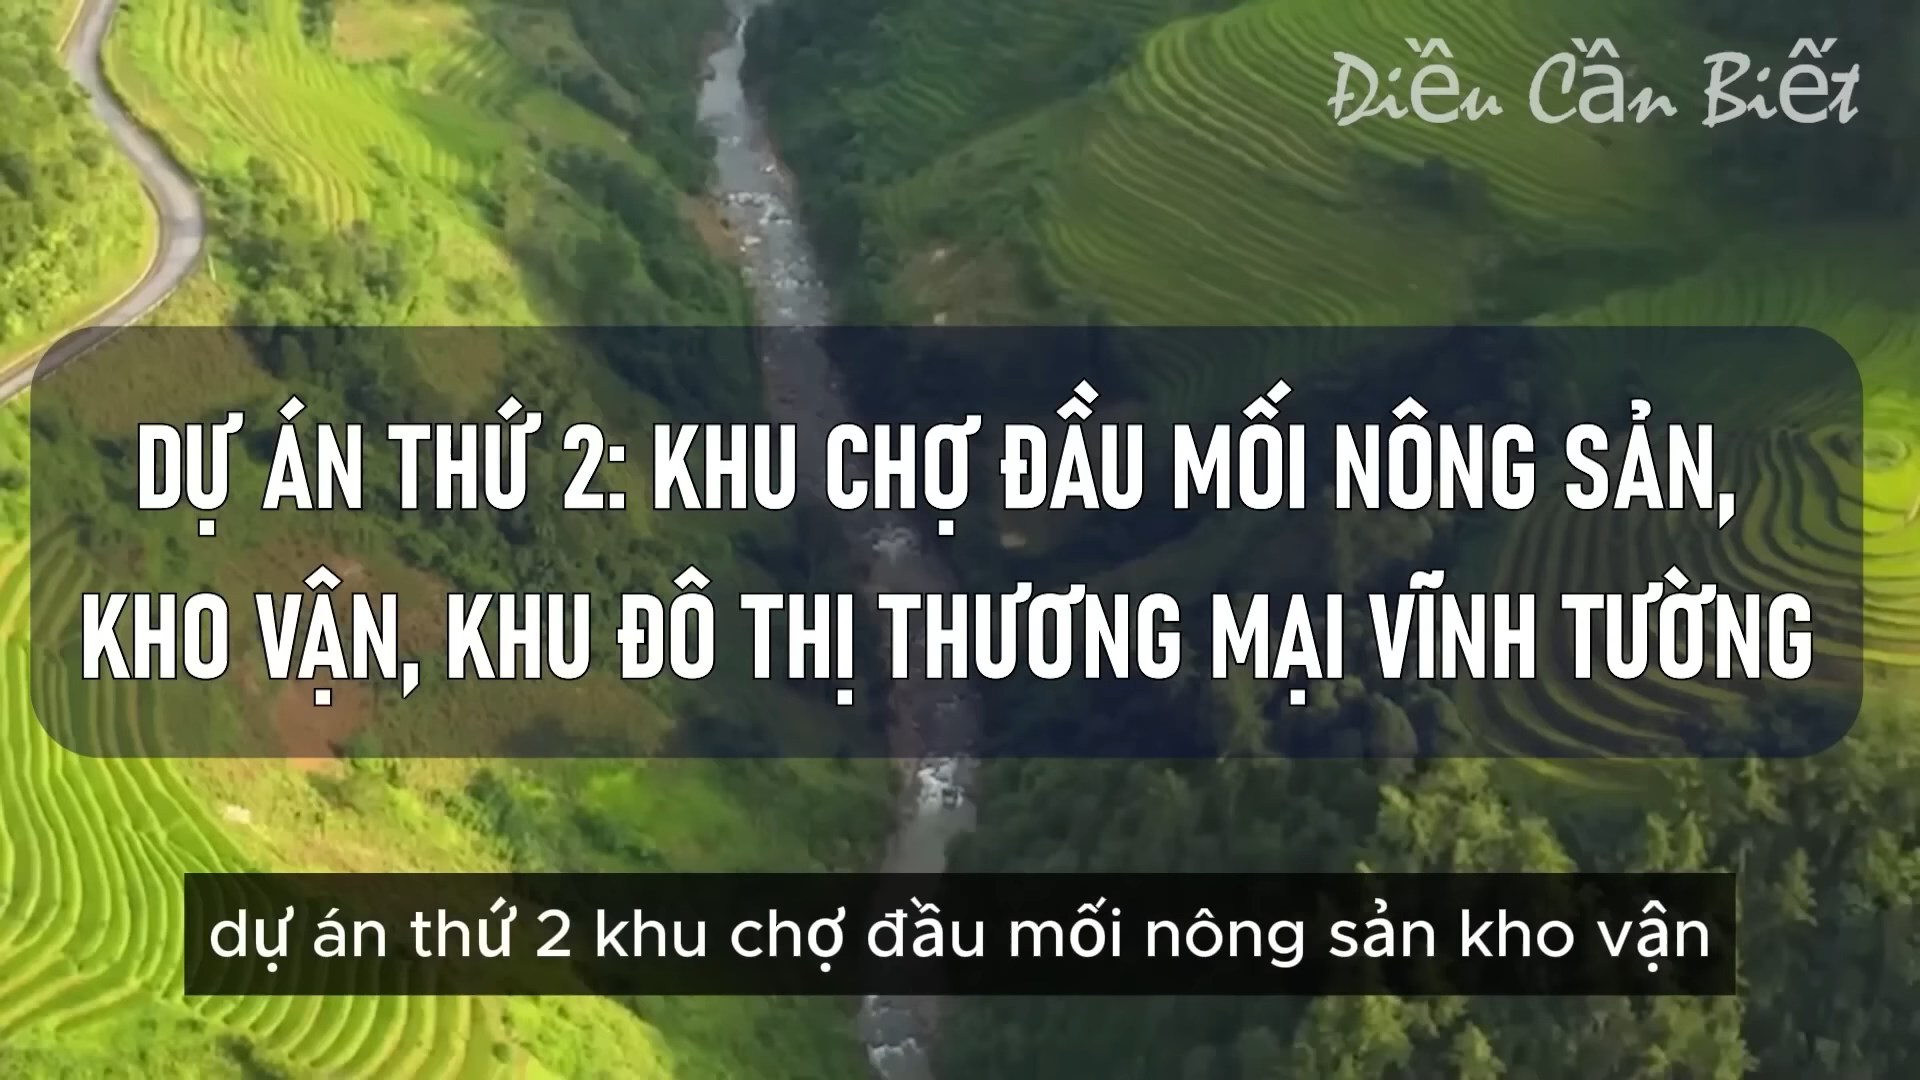 Điều Cần Biết
DỰ ÁN THỨ 2: KHU CHỢ ĐẦU MỐI NÔNG SẢN,
KHO VẬN, KHU ĐÔ THỊ THƯƠNG MẠI VĨNH TƯỜNG
dự án thứ 2 khu chợ đầu mối nông sản kho vận